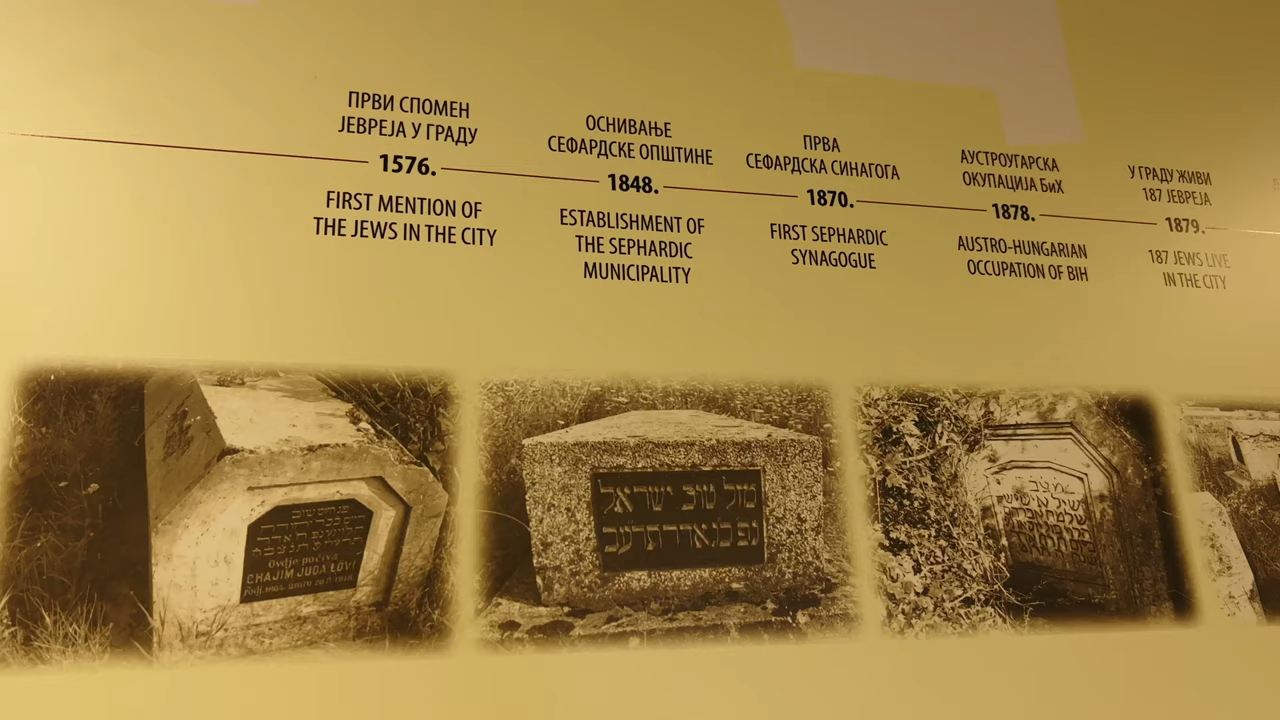 ПРВИ СПОМЕН
ЈЕВРЕЈА У ГРАДУ
1576.
FIRST MENTION OF
THE JEWS IN THE CITY
ОСНИВАЊЕ
СЕФАРДСКЕ ОПШТИНЕ
1848.
ESTABLISHMENT OF
THE SEPHARDIC
MUNICIPALITY
ПРВА
СЕФАРДСКА СИНАГОГА
1870.
FIRST SEPHARDIC
SYNAGOGUE
АУСТРОУГАРСКА
ОКУПАЦИЈА БиХ
1878.
AUSTRO-HUNGARIAN
OCCUPATION OF BIH
У ГРАДУ ЖИВИ
187 ЈЕВРЕЈА
1879.
187 JEWS LIVE
IN THE CITY
Ovdje počiva
CHAJIM JUDA LOVI
מזל טוב ישראל